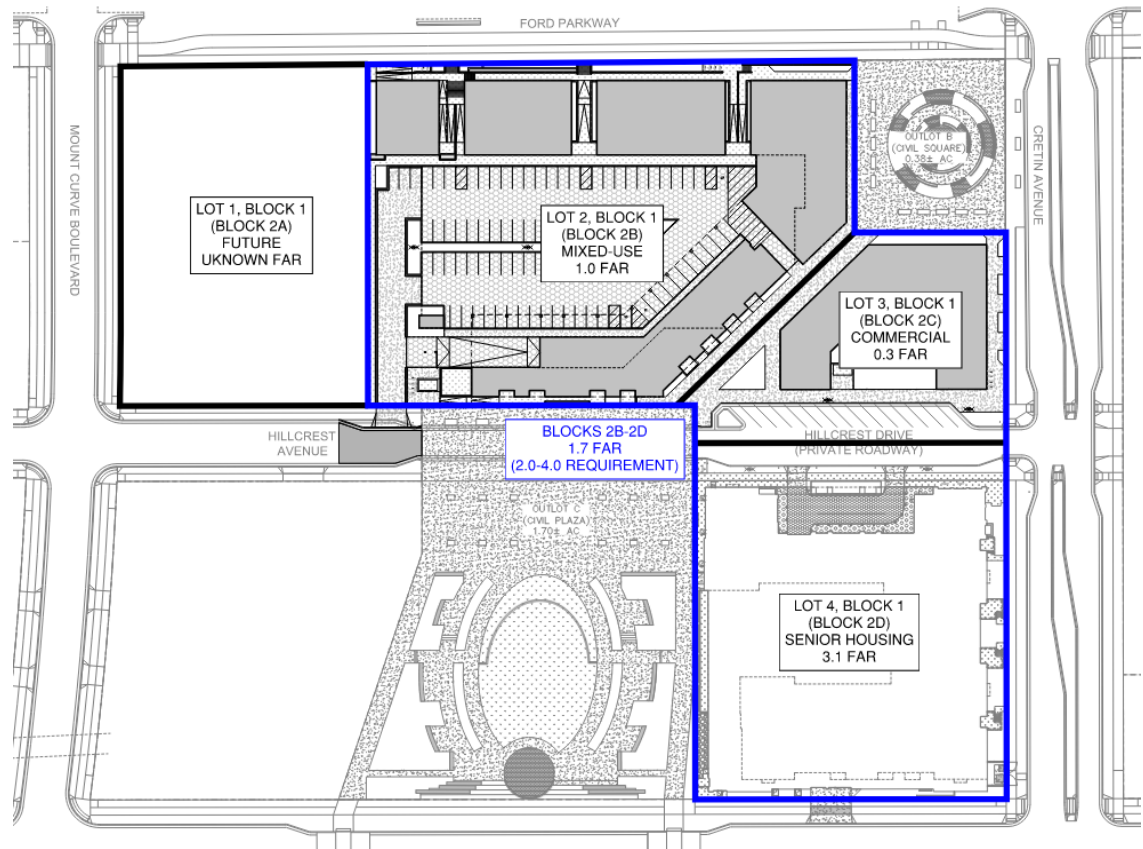 FORD PARKWAY
MOUNT CURVE BOULEVARD
CRETIN AVENUE
OUTLOT B
(CIVIL SQUARE)
0.38± AC
LOT 1, BLOCK 1
(BLOCK 2A)
FUTURE
UKNOWN FAR
LOT 2, BLOCK 1
(BLOCK 2B)
MIXED-USE
1.0 FAR
LOT 3, BLOCK 1
(BLOCK 2C)
COMMERCIAL
0.3 FAR
HILLCREST
AVENUE
BLOCKS 2B-2D
1.7 FAR
(2.0-4.0 REQUIREMENT)
HILLCREST DRIVE
(PRIVATE ROADWAY)
OUTLOT C
(CIVIL PLAZA)
1.70± AC
LOT 4, BLOCK 1
(BLOCK 2D)
SENIOR HOUSING
3.1 FAR